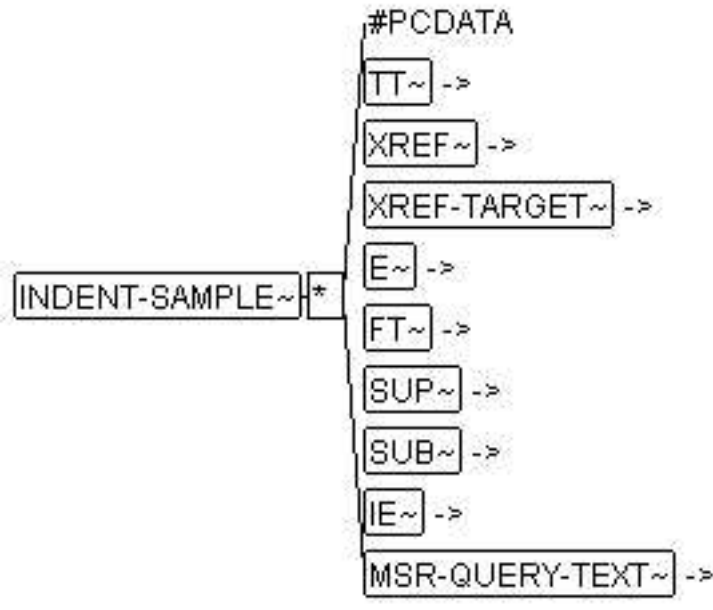 #PCDATA
TT~ ->
XREF~ ->
XREF-TARGET~ ->
E~ ->
INDENT-SAMPLE~ *
FT~ ->
SUP~ ->
SUB~ ->
IE~ ->
MSR-QUERY-TEXT~ ->